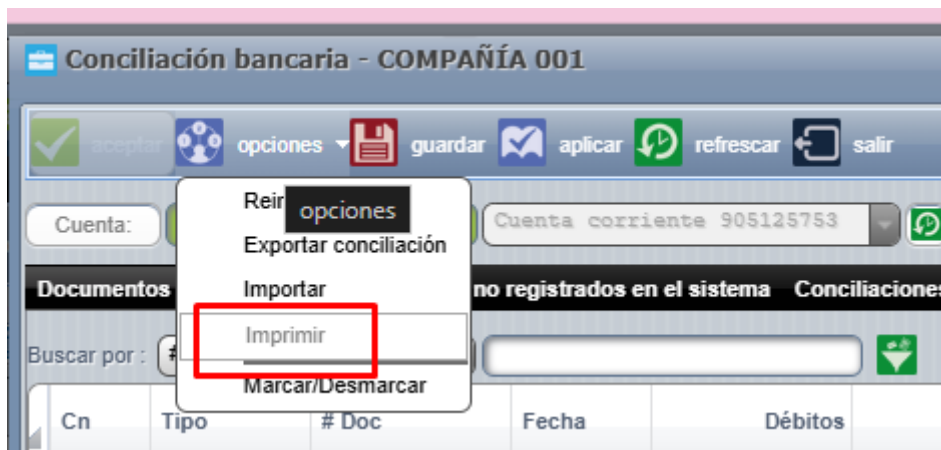 Conciliación bancaria - COMPAÑÍA 001
aceptar opciones guardar aplicar refrescar salir
opciones
Cuenta: Cuenta corriente 905125753
Exportar conciliación
Documentos Importar no registrados en el sistema Conciliaciones
Imprimir
Buscar por : #
Marcar/Desmarcar
Cn Tipo # Doc Fecha Débitos